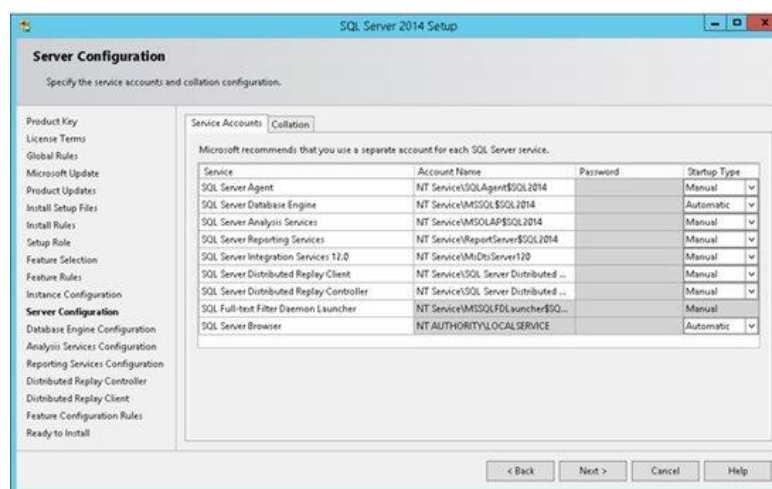 SQL Server 2014 Setup
Server Configuration
Specify the service accounts and collation configuration.
Product Key
License Terms
Global Rules
Microsoft Update
Product Updates
Install Setup Files
Install Rules
Setup Role
Feature Selection
Feature Rules
Instance Configuration
Server Configuration
Database Engine Configuration
Analysis Services Configuration
Reporting Services Configuration
Distributed Replay Controller
Distributed Replay Client
Feature Configuration Rules
Ready to Install
Service Accounts Collation
Microsoft recommends that you use a separate account for each SQL Server service.
Service Account Name Password Startup Type
SQL Server Agent NT Service\SQLAgent$SQL2014 Manual
SQL Server Database Engine NT Service\MSSQL$SQL2014 Automatic
SQL Server Analysis Services NT Service\MSOLAP$SQL2014 Manual
SQL Server Reporting Services NT Service\ReportServer$SQL2014 Manual
SQL Server Integration Services 12.0 NT Service\MsDtsServer120 Manual
SQL Server Distributed Replay Client NT Service\SQL Server Distributed ... Manual
SQL Server Distributed Replay Controller NT Service\SQL Server Distributed ... Manual
SQL Full-text Filter Daemon Launcher NT Service\MSSQLFDLauncher$SQ... Manual
SQL Server Browser NT AUTHORITY\LOCALSERVICE Automatic
< Back Next > Cancel Help